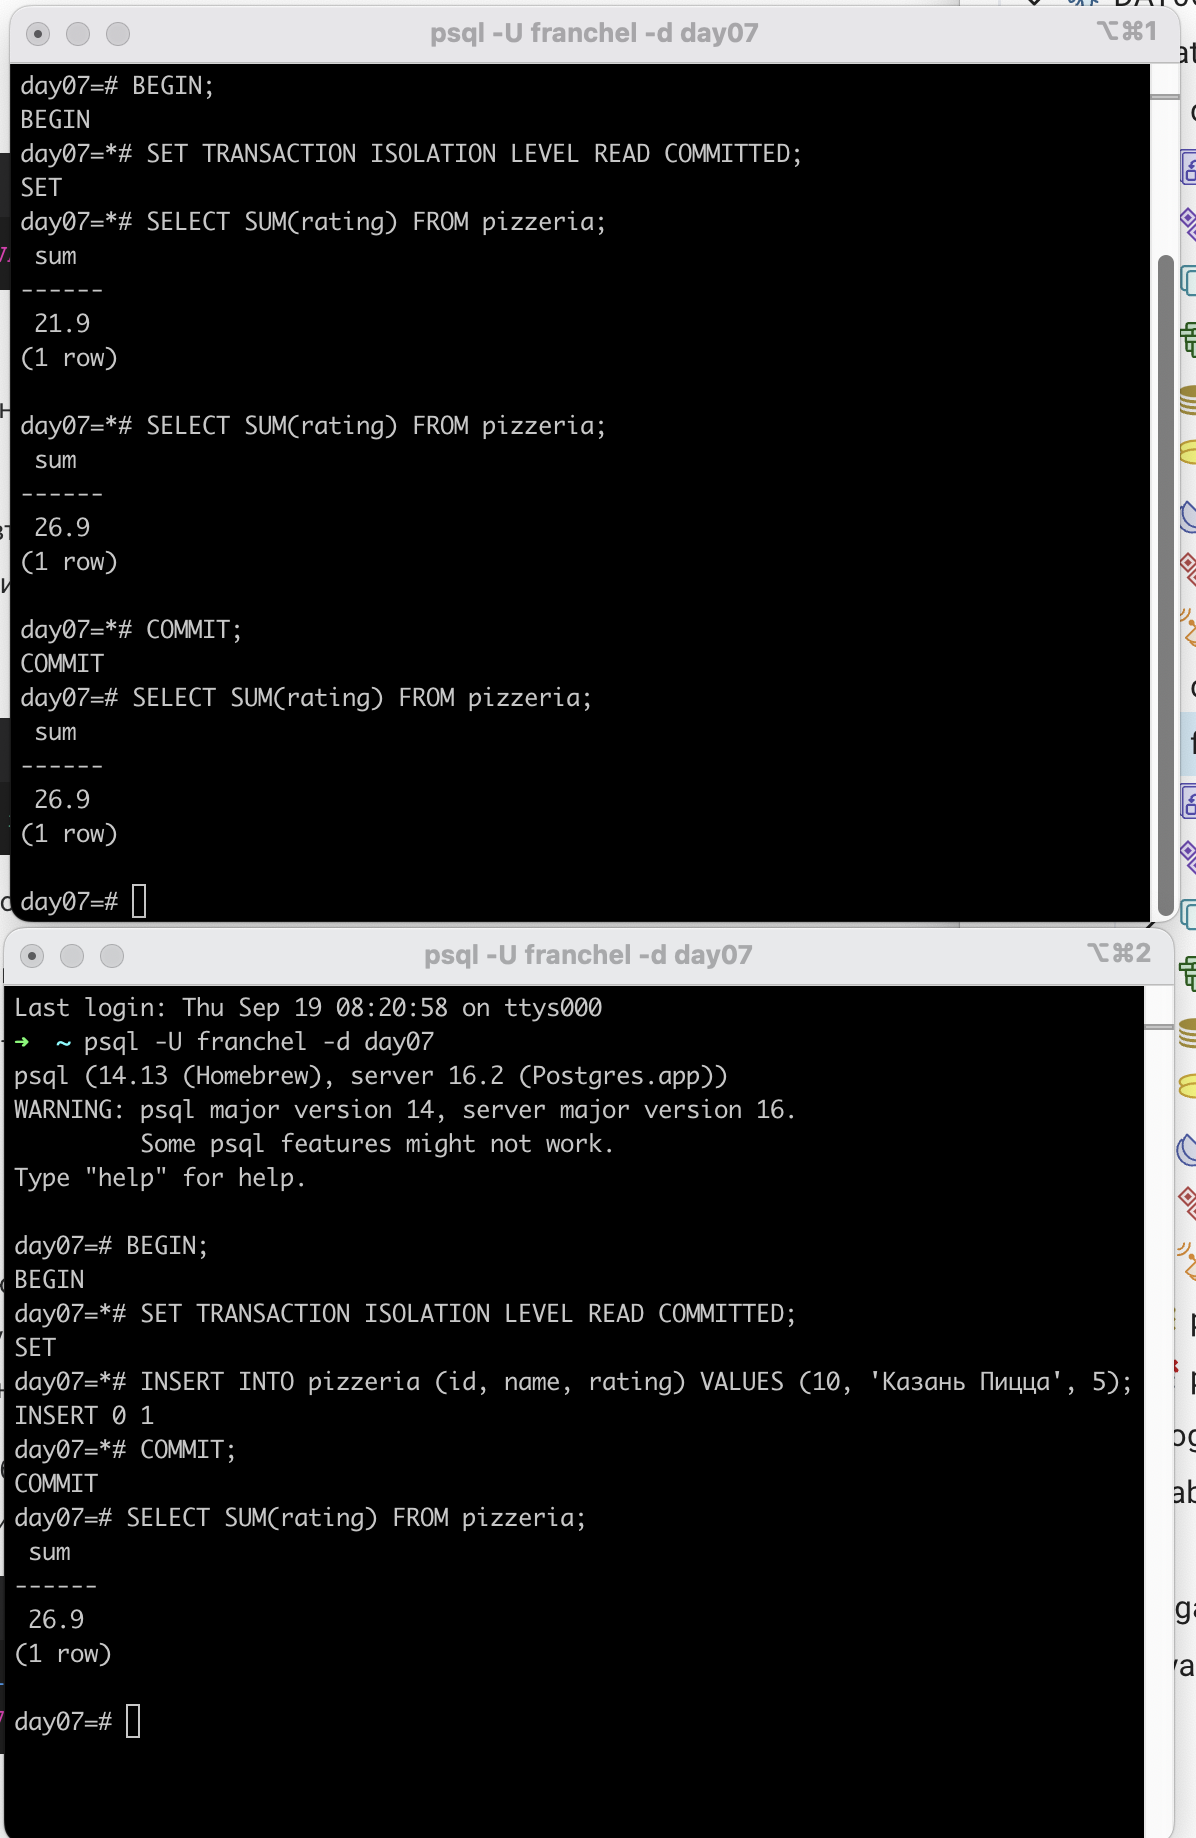 psql -U franchel -d day07 ⌥⌘1
day07=# BEGIN;
BEGIN
day07=*# SET TRANSACTION ISOLATION LEVEL READ COMMITTED;
SET
day07=*# SELECT SUM(rating) FROM pizzeria;
sum
------
21.9
(1 row)
day07=*# SELECT SUM(rating) FROM pizzeria;
sum
------
26.9
(1 row)
day07=*# COMMIT;
COMMIT
day07=# SELECT SUM(rating) FROM pizzeria;
sum
------
26.9
(1 row)
day07=#
psql -U franchel -d day07 ⌥⌘2
Last login: Thu Sep 19 08:20:58 on ttys000
➜ ~ psql -U franchel -d day07
psql (14.13 (Homebrew), server 16.2 (Postgres.app))
WARNING: psql major version 14, server major version 16.
Some psql features might not work.
Type "help" for help.
day07=# BEGIN;
BEGIN
day07=*# SET TRANSACTION ISOLATION LEVEL READ COMMITTED;
SET
day07=*# INSERT INTO pizzeria (id, name, rating) VALUES (10, 'Казань Пицца', 5);
INSERT 0 1
day07=*# COMMIT;
COMMIT
day07=# SELECT SUM(rating) FROM pizzeria;
sum
------
26.9
(1 row)
day07=#